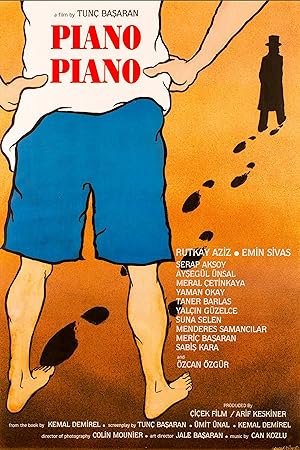 a film by TUNÇ BAŞARAN
PIANO
PIANO
RUTKAY AZİZ • EMİN SİVAS
SERAP AKSOY
AYŞEGÜL ÜNSAL
MERAL ÇETİNKAYA
YAMAN OKAY
TANER BARLAS
YALÇIN GÜZELCE
SUNA SELEN
MENDERES SAMANCILAR
MERİÇ BAŞARAN
SABİŞ KARA
and
ÖZCAN ÖZGÜR
PRODUCED BY
ÇİÇEK FİLM / ARİF KESKİNER
from the book by KEMAL DEMİREL • screenplay by TUNÇ BAŞARAN • ÜMİT ÜNAL • KEMAL DEMİREL
director of photography COLIN MOUNIER • art director JALE BAŞARAN • music by CAN KOZLU